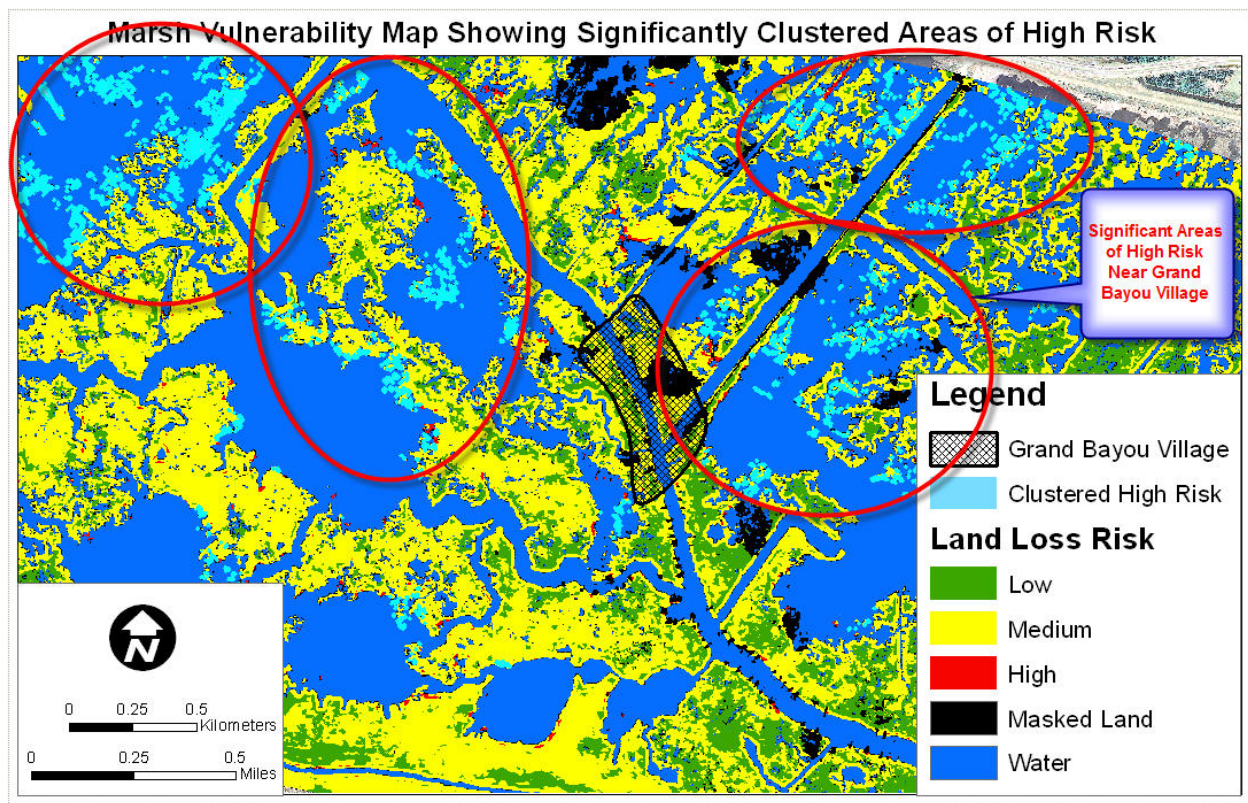 Marsh Vulnerability Map Showing Significantly Clustered Areas of High Risk
Significant Areas
of High Risk
Near Grand
Bayou Village
Legend
Grand Bayou Village
Clustered High Risk
Land Loss Risk
Low
Medium
High
Masked Land
Water
N
0 0.25 0.5
Kilometers
0 0.25 0.5
Miles